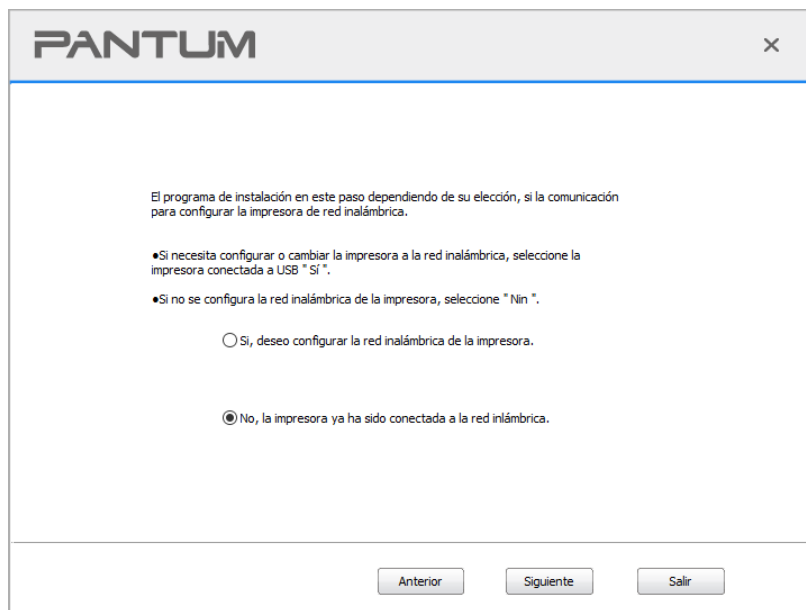 PANTUM
El programa de instalación en este paso dependiendo de su elección, si la comunicación
para configurar la impresora de red inalámbrica.
●Si necesita configurar o cambiar la impresora a la red inalámbrica, seleccione la
impresora conectada a USB " Sí ".
●Si no se configura la red inalámbrica de la impresora, seleccione " Nin ".
Si, deseo configurar la red inalámbrica de la impresora.
No, la impresora ya ha sido conectada a la red inlámbrica.
Anterior Siguiente Salir